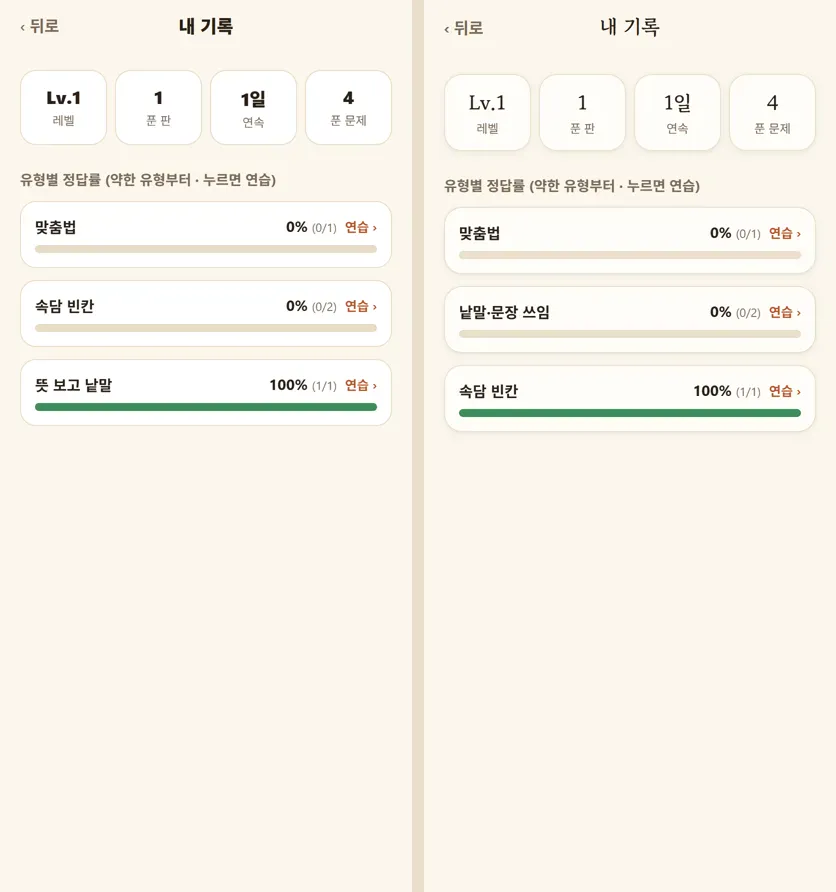 ‹ 뒤로
내 기록
Lv.1
레벨
1
푼 판
1일
연속
4
푼 문제
유형별 정답률 (약한 유형부터 · 누르면 연습)
맞춤법 0% (0/1) 연습 ›
속담 빈칸 0% (0/2) 연습 ›
뜻 보고 낱말 100% (1/1) 연습 ›
‹ 뒤로
내 기록
Lv.1
레벨
1
푼 판
1일
연속
4
푼 문제
유형별 정답률 (약한 유형부터 · 누르면 연습)
맞춤법 0% (0/1) 연습 ›
낱말·문장 쓰임 0% (0/2) 연습 ›
속담 빈칸 100% (1/1) 연습 ›